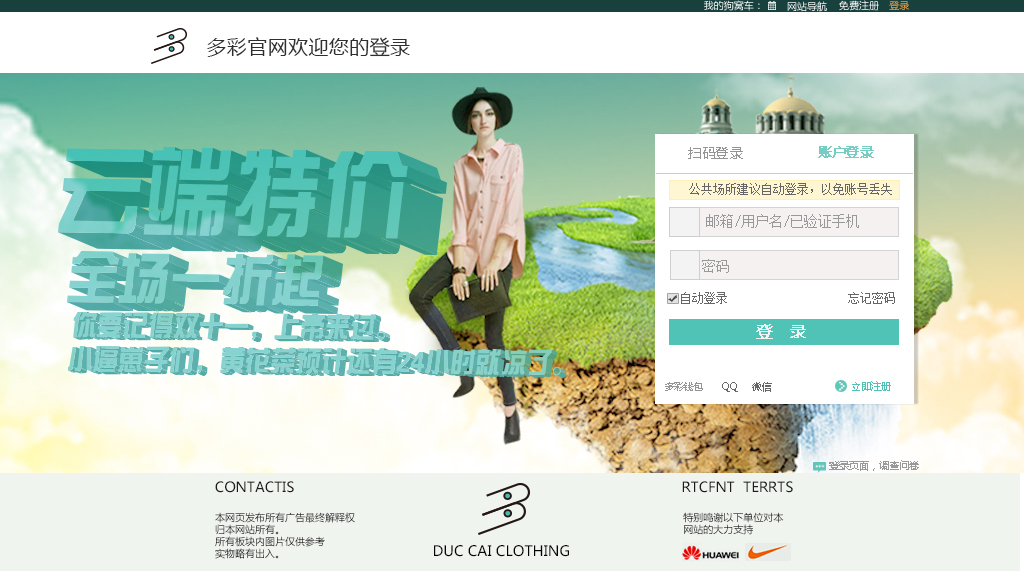 我的狗窝车： 网站导航 免费注册 登录
多彩官网欢迎您的登录
云端特价
全场一折起
你要记得双十一，上帝来过。
小逼崽子们，黄花菜预计还有24小时就凉了。
扫码登录 账户登录
公共场所建议自动登录，以免账号丢失
邮箱/用户名/已验证手机
密码
自动登录 忘记密码
登 录
多彩钱包 QQ 微信 立即注册
登录页面，调查问卷
CONTACTIS
本网页发布所有广告最终解释权
归本网站所有。
所有板块内图片仅供参考
实物略有出入。
DUC CAI CLOTHING
RTCFNT TERRTS
特别鸣谢以下单位对本
网站的大力支持
HUAWEI